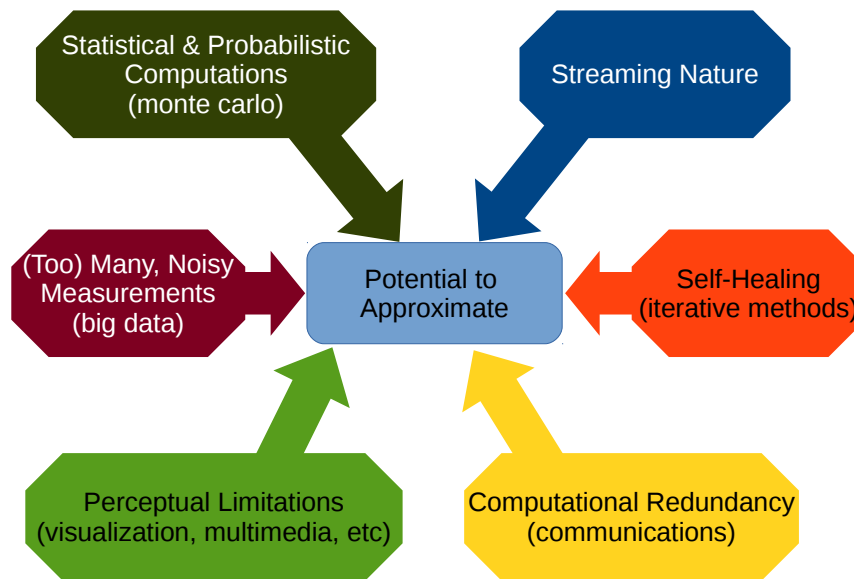 Statistical & Probabilistic
Computations
(monte carlo)
Streaming Nature
(Too) Many, Noisy
Measurements
(big data)
Potential to
Approximate
Self-Healing
(iterative methods)
Perceptual Limitations
(visualization, multimedia, etc)
Computational Redundancy
(communications)